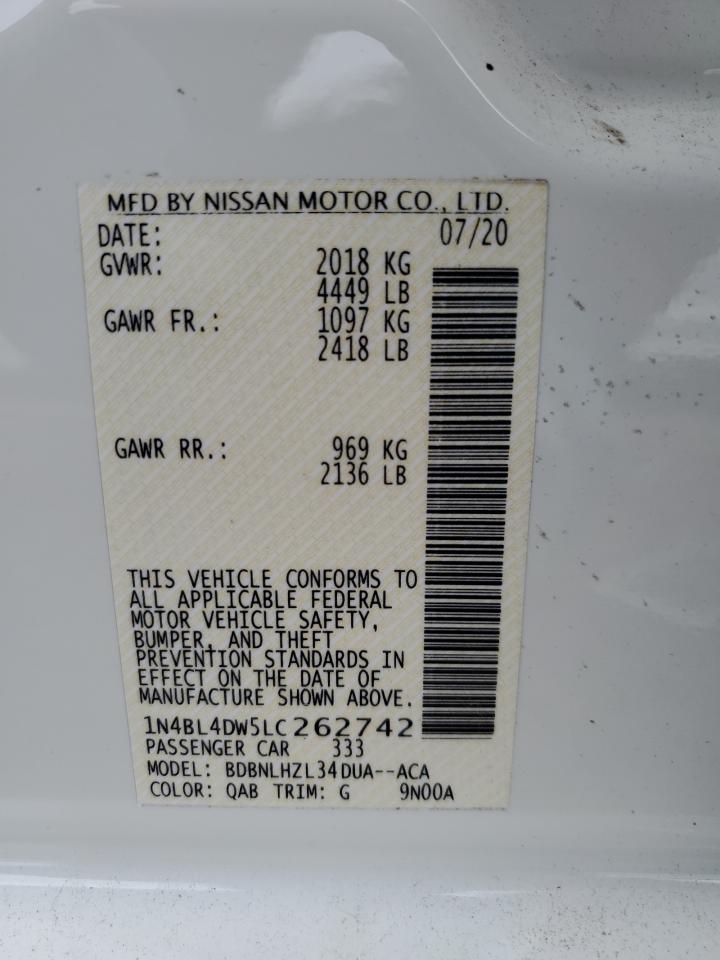 MFD BY NISSAN MOTOR CO., LTD.
DATE: 07/20
GVWR: 2018 KG
4449 LB
GAWR FR.: 1097 KG
2418 LB
GAWR RR.: 969 KG
2136 LB
THIS VEHICLE CONFORMS TO
ALL APPLICABLE FEDERAL
MOTOR VEHICLE SAFETY,
BUMPER, AND THEFT
PREVENTION STANDARDS IN
EFFECT ON THE DATE OF
MANUFACTURE SHOWN ABOVE.
1N4BL4DW5LC262742
PASSENGER CAR 333
MODEL: BDBNLHZL34DUA--ACA
COLOR: QAB TRIM: G 9N00A